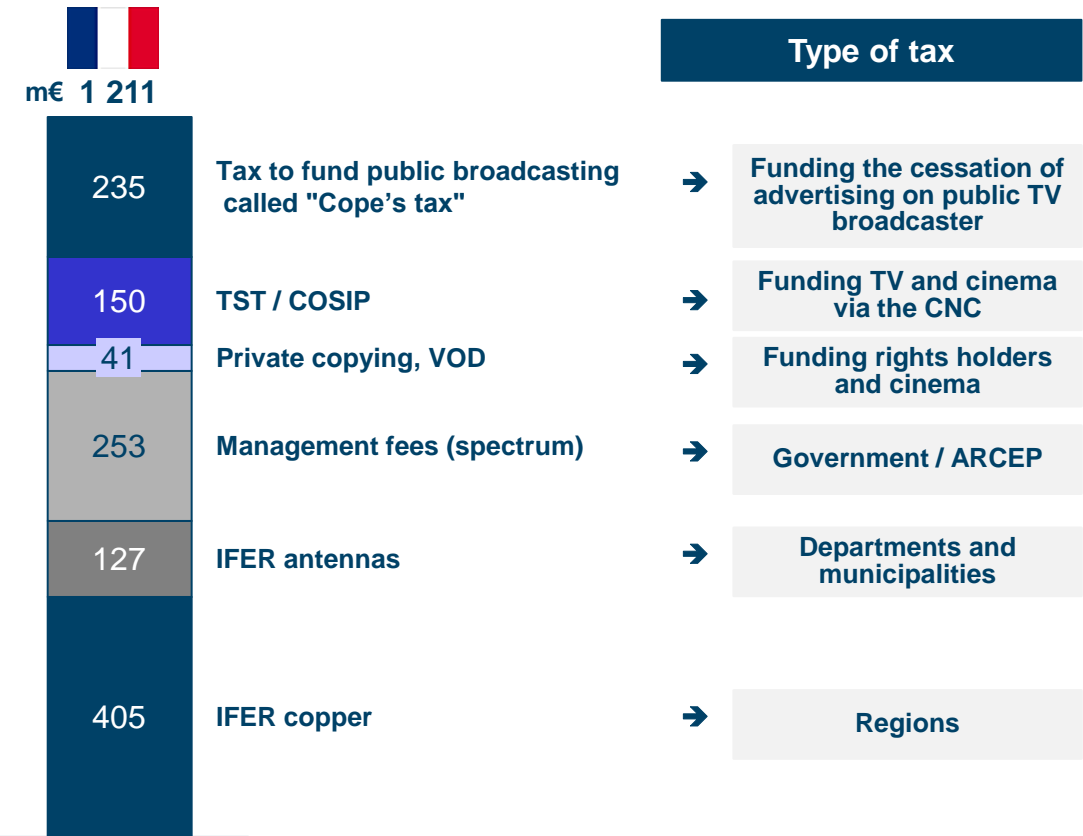 Type of tax
m€ 1 211
235
Tax to fund public broadcasting
called "Cope's tax"
➔
Funding the cessation of
advertising on public TV
broadcaster
150
TST / COSIP
➔
Funding TV and cinema
via the CNC
41
Private copying, VOD
➔
Funding rights holders
and cinema
253
Management fees (spectrum)
➔
Government / ARCEP
127
IFER antennas
➔
Departments and
municipalities
405
IFER copper
➔
Regions